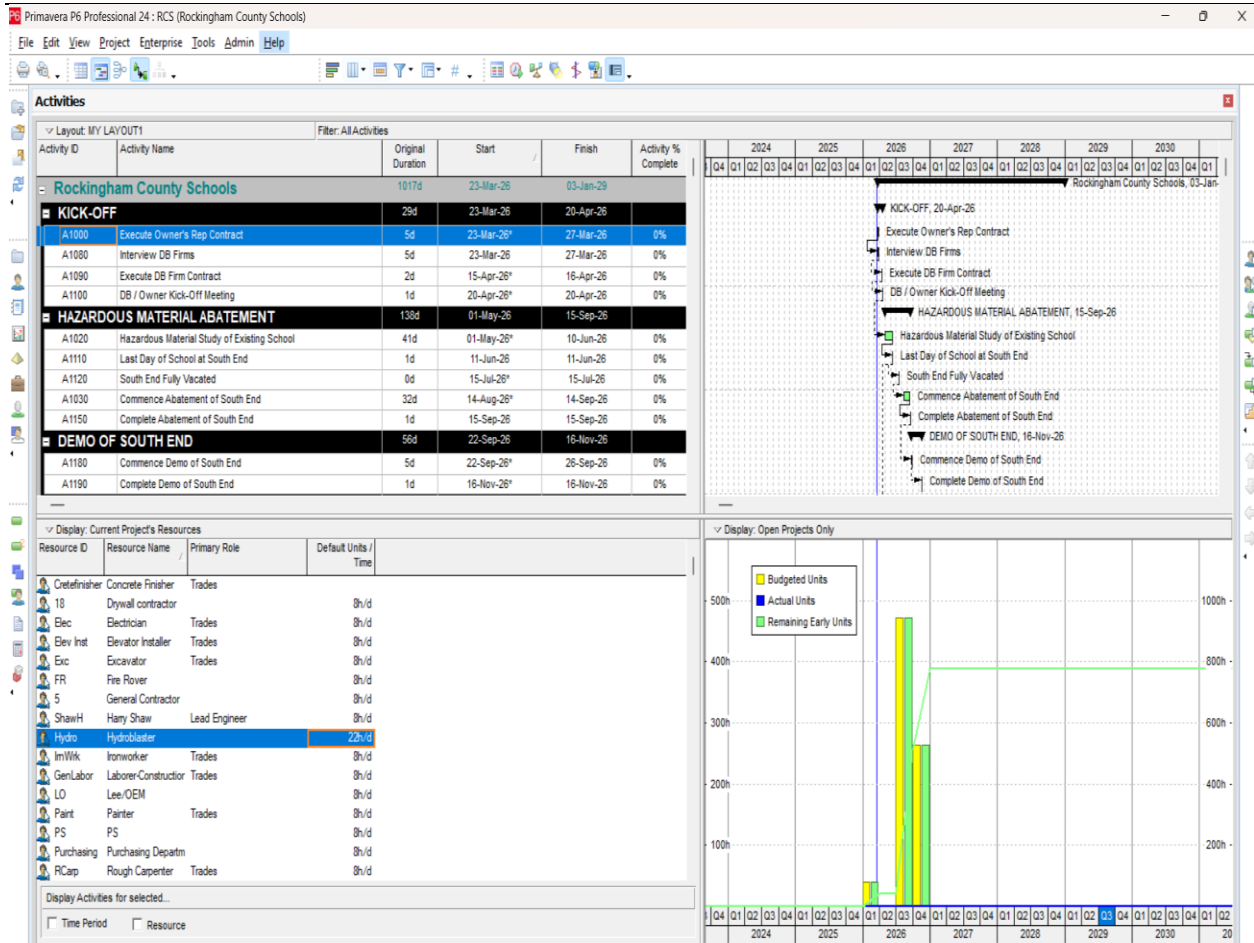 P6 Primavera P6 Professional 24 : RCS (Rockingham County Schools)
File Edit View Project Enterprise Tools Admin Help
Activities
Layout: MY LAYOUT1 Filter: All Activities
Activity ID Activity Name Original Duration Start Finish Activity % Complete
Rockingham County Schools 1017d 23-Mar-26 03-Jan-29
KICK-OFF 29d 23-Mar-26 20-Apr-26
A1000 Execute Owner's Rep Contract 5d 23-Mar-26* 27-Mar-26 0%
A1080 Interview DB Firms 5d 23-Mar-26 27-Mar-26 0%
A1090 Execute DB Firm Contract 2d 15-Apr-26* 16-Apr-26 0%
A1100 DB / Owner Kick-Off Meeting 1d 20-Apr-26* 20-Apr-26 0%
HAZARDOUS MATERIAL ABATEMENT 138d 01-May-26 15-Sep-26
A1020 Hazardous Material Study of Existing School 41d 01-May-26* 10-Jun-26 0%
A1110 Last Day of School at South End 1d 11-Jun-26 11-Jun-26 0%
A1120 South End Fully Vacated 0d 15-Jul-26* 15-Jul-26 0%
A1030 Commence Abatement of South End 32d 14-Aug-26* 14-Sep-26 0%
A1150 Complete Abatement of South End 1d 15-Sep-26 15-Sep-26 0%
DEMO OF SOUTH END 56d 22-Sep-26 16-Nov-26
A1180 Commence Demo of South End 5d 22-Sep-26* 26-Sep-26 0%
A1190 Complete Demo of South End 1d 16-Nov-26* 16-Nov-26 0%
2024 2025 2026 2027 2028 2029 2030
Q4 Q1 Q2 Q3 Q4 Q1 Q2 Q3 Q4 Q1 Q2 Q3 Q4 Q1 Q2 Q3 Q4 Q1 Q2 Q3 Q4 Q1 Q2 Q3 Q4 Q1 Q2 Q3 Q4 Q1
Rockingham County Schools, 03-Jan-
KICK-OFF, 20-Apr-26
Execute Owner's Rep Contract
Interview DB Firms
Execute DB Firm Contract
DB / Owner Kick-Off Meeting
HAZARDOUS MATERIAL ABATEMENT, 15-Sep-26
Hazardous Material Study of Existing School
Last Day of School at South End
South End Fully Vacated
Commence Abatement of South End
Complete Abatement of South End
DEMO OF SOUTH END, 16-Nov-26
Commence Demo of South End
Complete Demo of South End
Display: Current Project's Resources
Resource ID Resource Name Primary Role Default Units / Time
Cretefinisher Concrete Finisher Trades
18 Drywall contractor 8h/d
Elec Electrician Trades 8h/d
Elev Inst Elevator Installer Trades 8h/d
Exc Excavator Trades 8h/d
FR Fire Rover 8h/d
5 General Contractor 8h/d
ShawH Harry Shaw Lead Engineer 8h/d
Hydro Hydroblaster 22h/d
IrnWrk Ironworker Trades 8h/d
GenLabor Laborer-Constructior Trades 8h/d
LO Lee/OEM 8h/d
Paint Painter Trades 8h/d
PS PS 8h/d
Purchasing Purchasing Departm 8h/d
RCarp Rough Carpenter Trades 8h/d
Display Activities for selected...
Time Period Resource
Display: Open Projects Only
Budgeted Units
Actual Units
Remaining Early Units
500h 1000h
400h 800h
300h 600h
200h 400h
100h 200h
Q4 Q1 Q2 Q3 Q4 Q1 Q2 Q3 Q4 Q1 Q2 Q3 Q4 Q1 Q2 Q3 Q4 Q1 Q2 Q3 Q4 Q1 Q2 Q3 Q4 Q1 Q2 Q3 Q4 Q1 Q2
2024 2025 2026 2027 2028 2029 2030 20